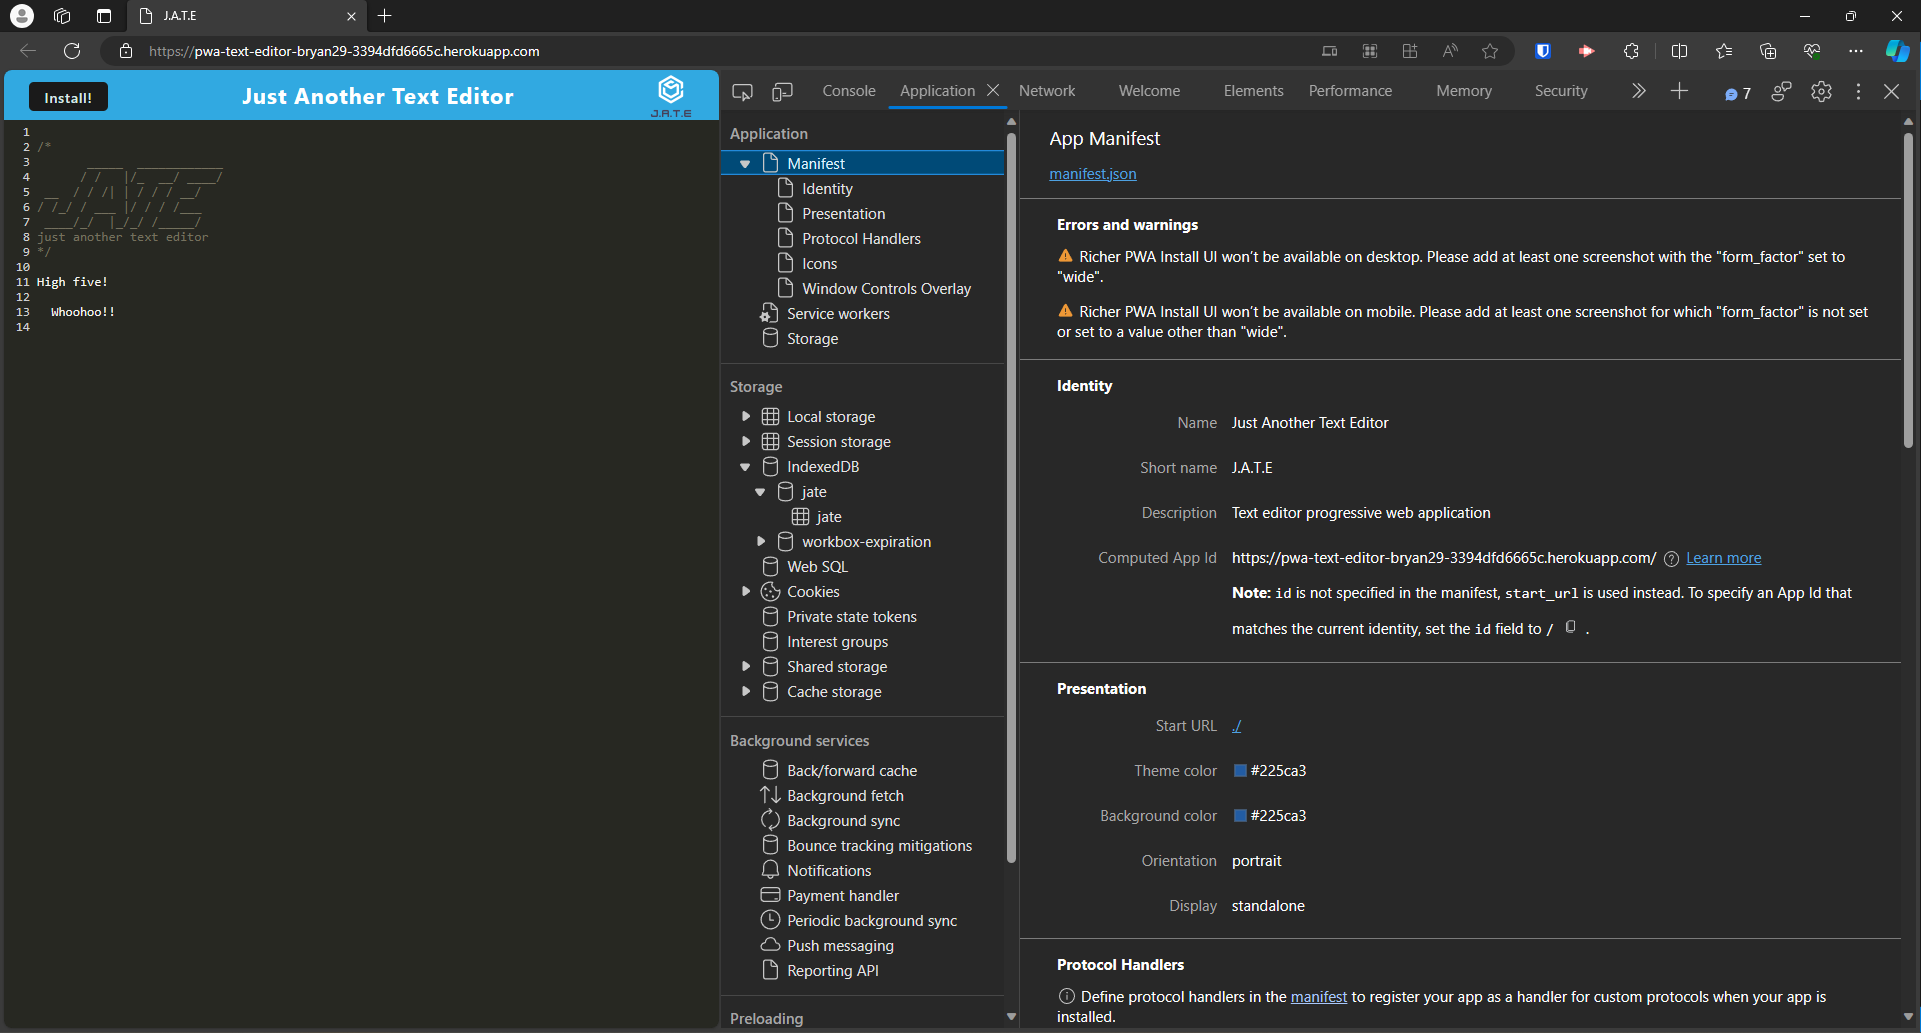 J.A.T.E
https://pwa-text-editor-bryan29-3394dfd6665c.herokuapp.com
Install!
Just Another Text Editor
J.A.T.E
1
2 /*
3 _____ ____________
4 / / |/_ __/ ____/
5 __ / / /| | / / / __/
6 / /_/ / ___ |/ / / /___
7 ____/_/ |_/_/ /_____/
8 just another text editor
9 */
10
11 High five!
12
13 Whoohoo!!
14
Console Application Network Welcome Elements Performance Memory Security 7
Application
Manifest
Identity
Presentation
Protocol Handlers
Icons
Window Controls Overlay
Service workers
Storage
Storage
Local storage
Session storage
IndexedDB
jate
jate
workbox-expiration
Web SQL
Cookies
Private state tokens
Interest groups
Shared storage
Cache storage
Background services
Back/forward cache
Background fetch
Background sync
Bounce tracking mitigations
Notifications
Payment handler
Periodic background sync
Push messaging
Reporting API
Preloading
App Manifest
manifest.json
Errors and warnings
Richer PWA Install UI won’t be available on desktop. Please add at least one screenshot with the "form_factor" set to
"wide".
Richer PWA Install UI won’t be available on mobile. Please add at least one screenshot for which "form_factor" is not set
or set to a value other than "wide".
Identity
Name Just Another Text Editor
Short name J.A.T.E
Description Text editor progressive web application
Computed App Id https://pwa-text-editor-bryan29-3394dfd6665c.herokuapp.com/ Learn more
Note: id is not specified in the manifest, start_url is used instead. To specify an App Id that
matches the current identity, set the id field to / .
Presentation
Start URL ./
Theme color #225ca3
Background color #225ca3
Orientation portrait
Display standalone
Protocol Handlers
Define protocol handlers in the manifest to register your app as a handler for custom protocols when your app is
installed.